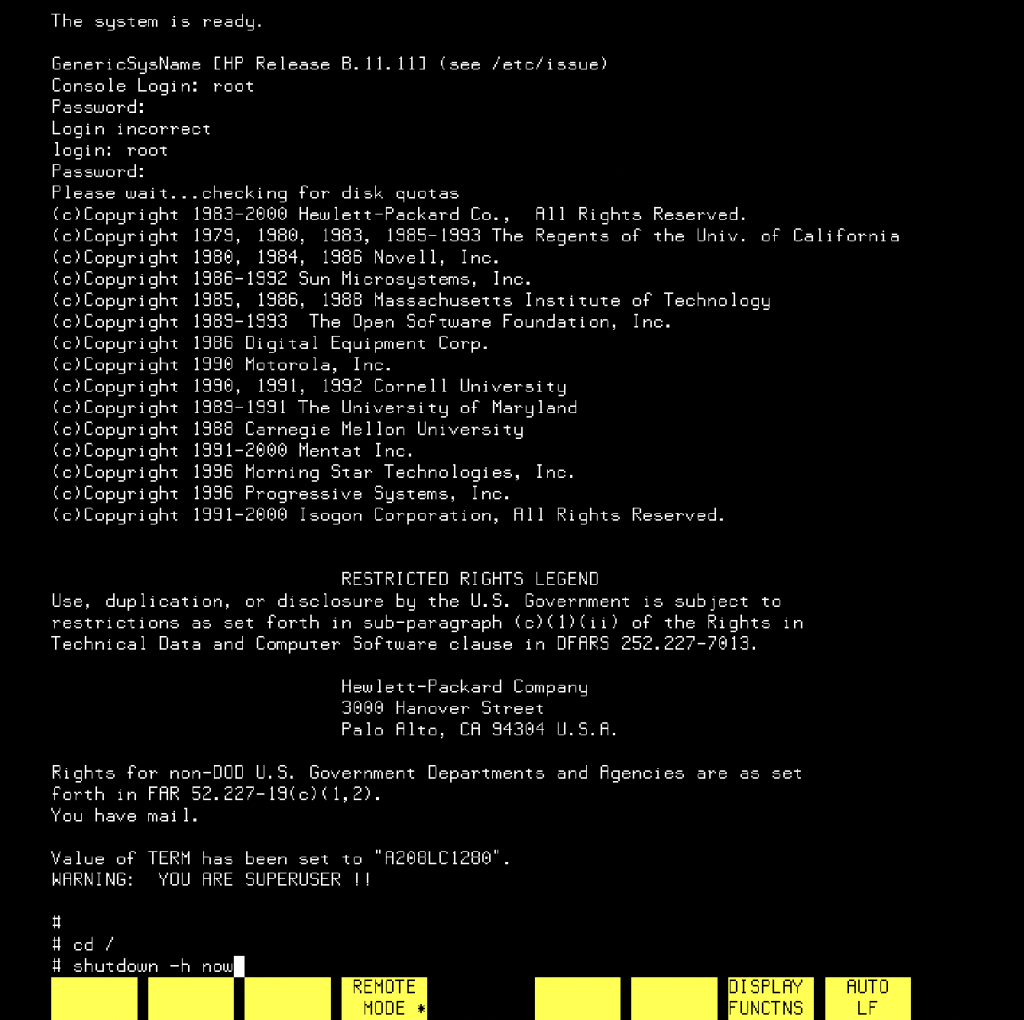 The system is ready.
GenericSysName [HP Release B.11.11] (see /etc/issue)
Console Login: root
Password:
Login incorrect
login: root
Password:
Please wait...checking for disk quotas
(c)Copyright 1983-2000 Hewlett-Packard Co.,  All Rights Reserved.
(c)Copyright 1979, 1980, 1983, 1985-1993 The Regents of the Univ. of California
(c)Copyright 1980, 1984, 1986 Novell, Inc.
(c)Copyright 1986-1992 Sun Microsystems, Inc.
(c)Copyright 1985, 1986, 1988 Massachusetts Institute of Technology
(c)Copyright 1989-1993  The Open Software Foundation, Inc.
(c)Copyright 1986 Digital Equipment Corp.
(c)Copyright 1990 Motorola, Inc.
(c)Copyright 1990, 1991, 1992 Cornell University
(c)Copyright 1989-1991 The University of Maryland
(c)Copyright 1988 Carnegie Mellon University
(c)Copyright 1991-2000 Mentat Inc.
(c)Copyright 1996 Morning Star Technologies, Inc.
(c)Copyright 1996 Progressive Systems, Inc.
(c)Copyright 1991-2000 Isogon Corporation, All Rights Reserved.
RESTRICTED RIGHTS LEGEND
Use, duplication, or disclosure by the U.S. Government is subject to
restrictions as set forth in sub-paragraph (c)(1)(ii) of the Rights in
Technical Data and Computer Software clause in DFARS 252.227-7013.
Hewlett-Packard Company
3000 Hanover Street
Palo Alto, CA 94304 U.S.A.
Rights for non-DOD U.S. Government Departments and Agencies are as set
forth in FAR 52.227-19(c)(1,2).
You have mail.
Value of TERM has been set to "A208LC1280".
WARNING:  YOU ARE SUPERUSER !!
#
# cd /
# shutdown -h now
REMOTE MODE *
DISPLAY FUNCTNS
AUTO LF